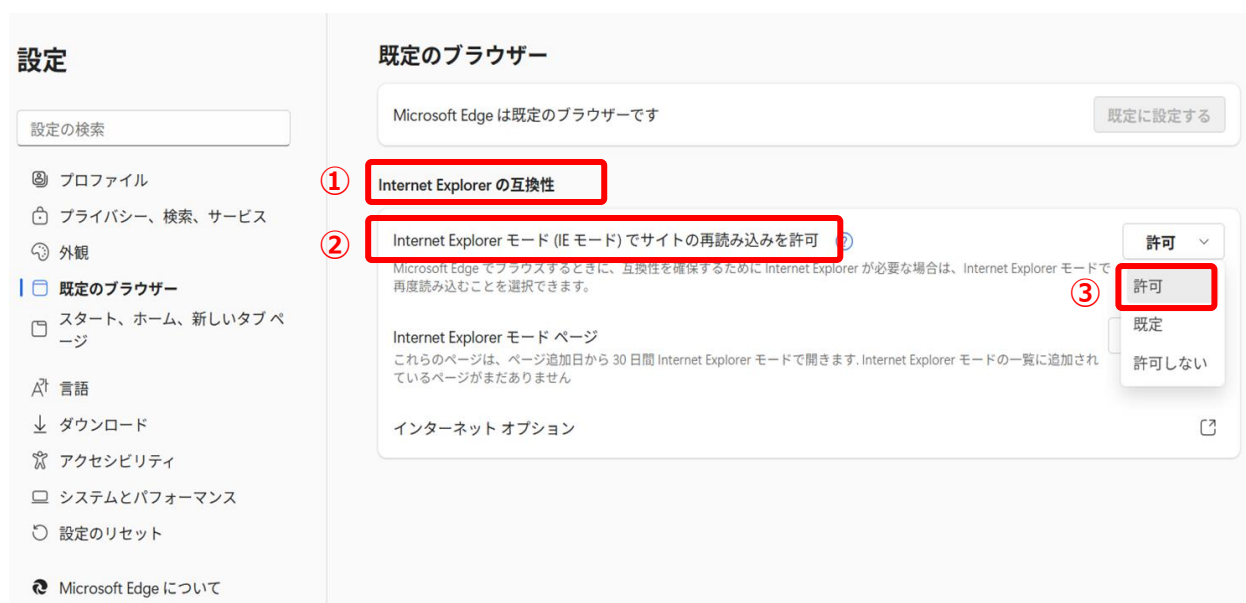 設定
設定の検索
プロファイル
プライバシー、検索、サービス
外観
既定のブラウザー
スタート、ホーム、新しいタブ ペ
ージ
言語
ダウンロード
アクセシビリティ
システムとパフォーマンス
設定のリセット
Microsoft Edge について
既定のブラウザー
Microsoft Edge は既定のブラウザーです
既定に設定する
①
Internet Explorer の互換性
②
Internet Explorer モード (IE モード) でサイトの再読み込みを許可
許可
Microsoft Edge でブラウズするときに、互換性を確保するために Internet Explorer が必要な場合は、Internet Explorer モードで
再度読み込むことを選択できます。
③
許可
既定
許可しない
Internet Explorer モード ページ
これらのページは、ページ追加日から 30 日間 Internet Explorer モードで開きます. Internet Explorer モードの一覧に追加され
ているページがまだありません
インターネット オプション